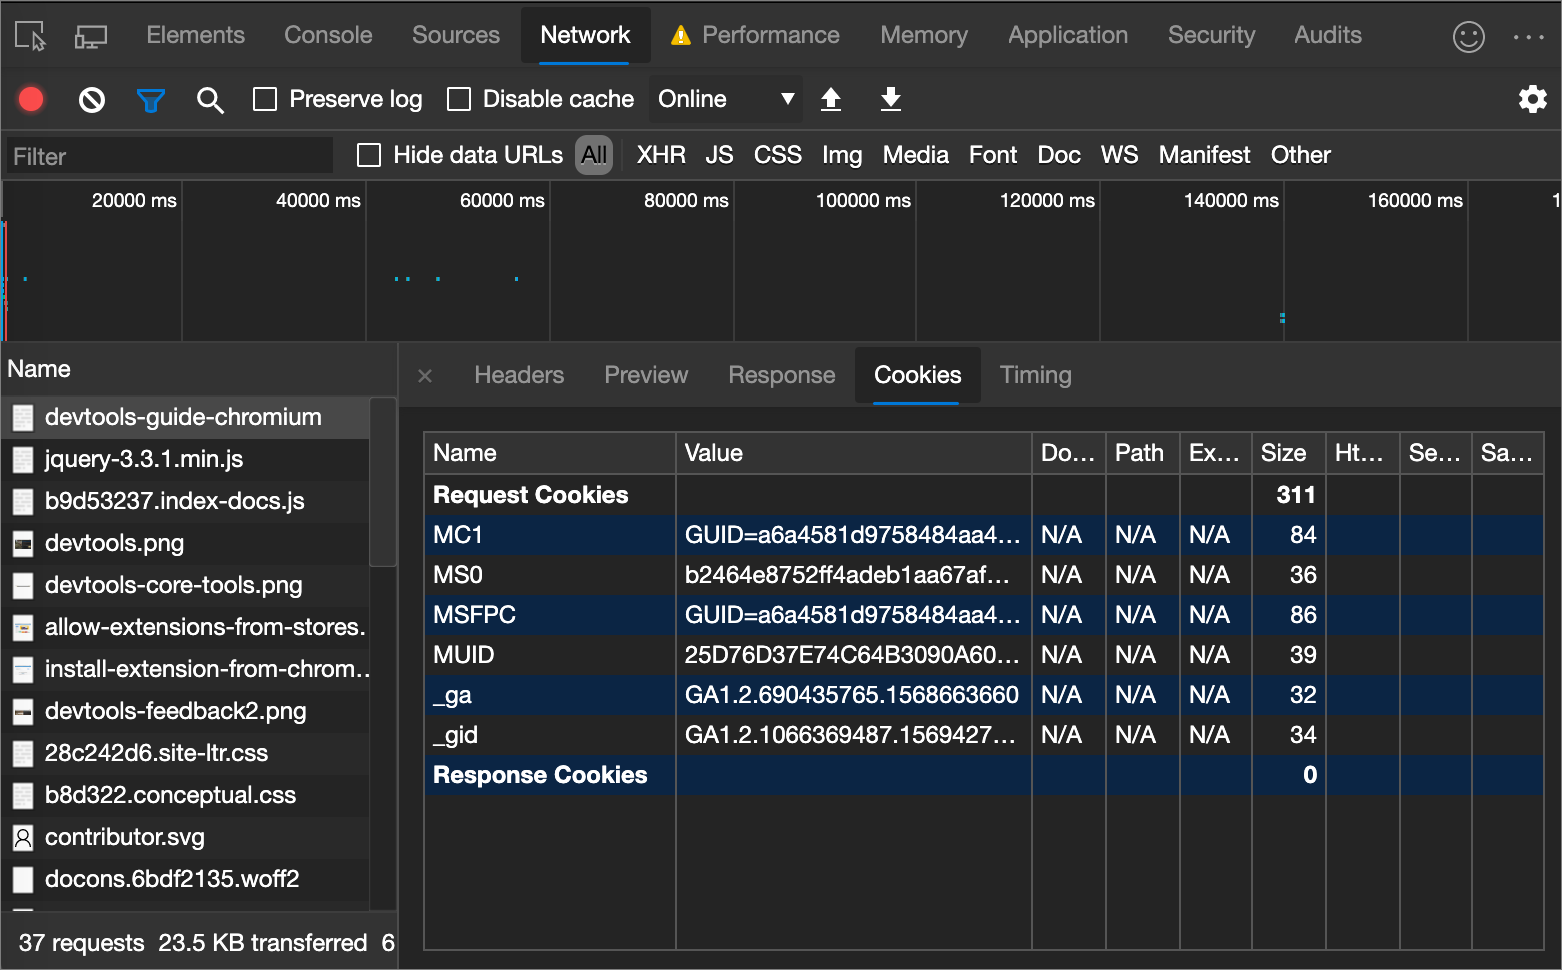 Elements Console Sources Network Performance Memory Application Security Audits
Preserve log Disable cache Online
Filter Hide data URLs All XHR JS CSS Img Media Font Doc WS Manifest Other
20000 ms 40000 ms 60000 ms 80000 ms 100000 ms 120000 ms 140000 ms 160000 ms 1
Name
devtools-guide-chromium
jquery-3.3.1.min.js
b9d53237.index-docs.js
devtools.png
devtools-core-tools.png
allow-extensions-from-stores.
install-extension-from-chrom...
devtools-feedback2.png
28c242d6.site-ltr.css
b8d322.conceptual.css
contributor.svg
docons.6bdf2135.woff2
37 requests 23.5 KB transferred 6
Headers Preview Response Cookies Timing
Name Value Do... Path Ex... Size Ht... Se... Sa...
Request Cookies 311
MC1 GUID=a6a4581d9758484aa4... N/A N/A N/A 84
MS0 b2464e8752ff4adeb1aa67af... N/A N/A N/A 36
MSFPC GUID=a6a4581d9758484aa4... N/A N/A N/A 86
MUID 25D76D37E74C64B3090A60... N/A N/A N/A 39
_ga GA1.2.690435765.1568663660 N/A N/A N/A 32
_gid GA1.2.1066369487.1569427... N/A N/A N/A 34
Response Cookies 0